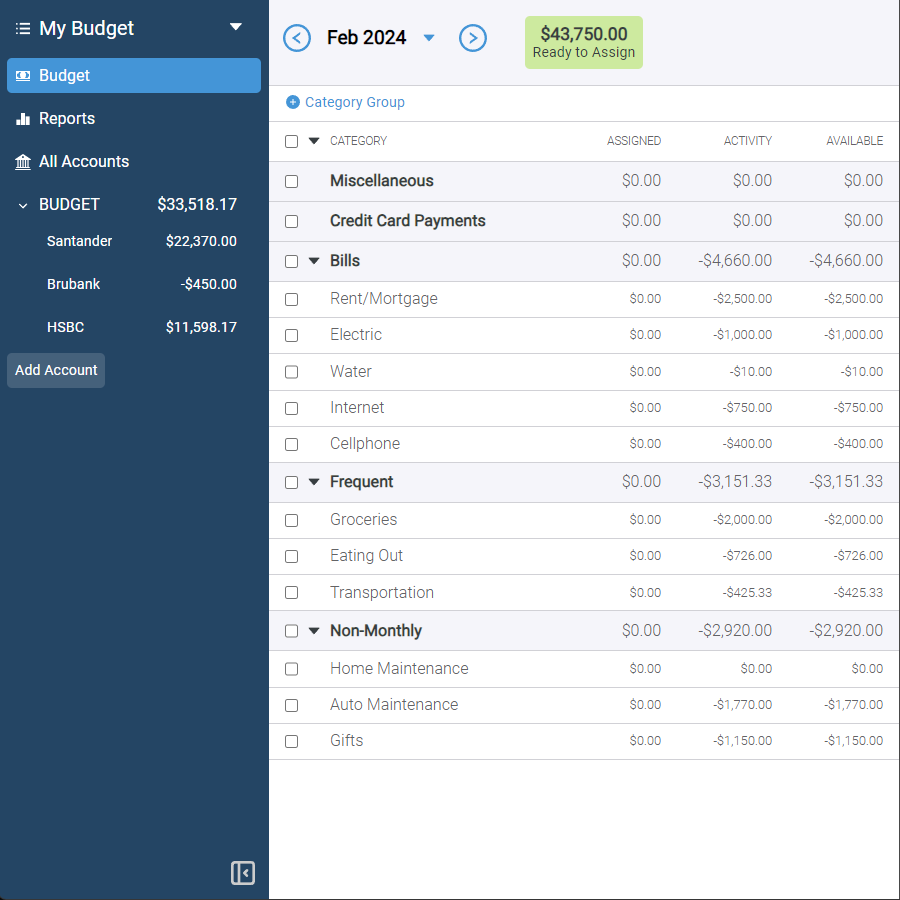 My Budget
Budget
Reports
All Accounts
BUDGET $33,518.17
Santander $22,370.00
Brubank -$450.00
HSBC $11,598.17
Add Account
Feb 2024
$43,750.00
Ready to Assign
Category Group
CATEGORY ASSIGNED ACTIVITY AVAILABLE
Miscellaneous $0.00 $0.00 $0.00
Credit Card Payments $0.00 $0.00 $0.00
Bills $0.00 -$4,660.00 -$4,660.00
Rent/Mortgage $0.00 -$2,500.00 -$2,500.00
Electric $0.00 -$1,000.00 -$1,000.00
Water $0.00 -$10.00 -$10.00
Internet $0.00 -$750.00 -$750.00
Cellphone $0.00 -$400.00 -$400.00
Frequent $0.00 -$3,151.33 -$3,151.33
Groceries $0.00 -$2,000.00 -$2,000.00
Eating Out $0.00 -$726.00 -$726.00
Transportation $0.00 -$425.33 -$425.33
Non-Monthly $0.00 -$2,920.00 -$2,920.00
Home Maintenance $0.00 $0.00 $0.00
Auto Maintenance $0.00 -$1,770.00 -$1,770.00
Gifts $0.00 -$1,150.00 -$1,150.00